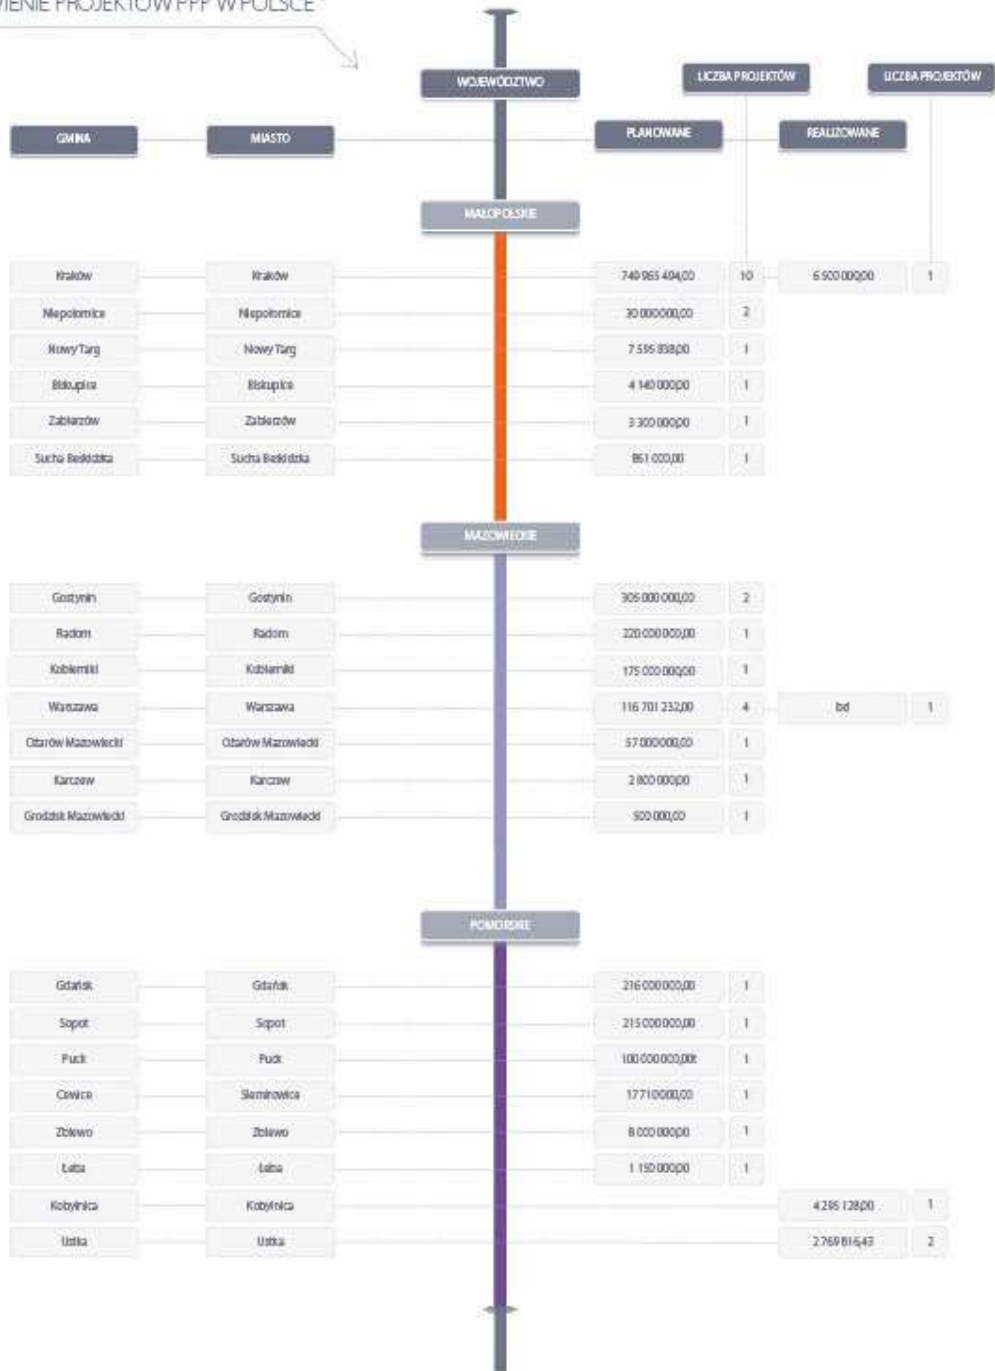 IENIE PROJEKTÓW PPP W POLSCE
WOJEWÓDZTWO
LICZBA PROJEKTÓW
LICZBA PROJEKTÓW
GMINA
MIASTO
PLANOWANE
REALIZOWANE
MAŁOPOLSKIE
Kraków Kraków 749 965 494,00 10 6 500 000,00 1
Niepołomice Niepołomice 30 000 000,00 2
Nowy Targ Nowy Targ 7 595 838,00 1
Biskupice Biskupice 4 140 000,00 1
Zabierzów Zabierzów 3 300 000,00 1
Sucha Beskidzka Sucha Beskidzka 861 000,00 1
MAZOWIECKIE
Gostynin Gostynin 305 000 000,00 2
Radom Radom 220 000 000,00 1
Kobierniki Kobierniki 175 000 000,00 1
Warszawa Warszawa 116 701 232,00 4 bd 1
Ożarów Mazowiecki Ożarów Mazowiecki 57 000 000,00 1
Karczew Karczew 2 800 000,00 1
Grodzisk Mazowiecki Grodzisk Mazowiecki 500 000,00 1
POMORSKIE
Gdańsk Gdańsk 216 000 000,00 1
Sopot Sopot 215 000 000,00 1
Puck Puck 100 000 000,00t 1
Cewice Siemirowice 17 710 000,00 1
Zblewo Zblewo 8 000 000,00 1
Łeba Łeba 1 150 000,00 1
Kobylnica Kobylnica 4 295 128,00 1
Ustka Ustka 2 769 816,43 2